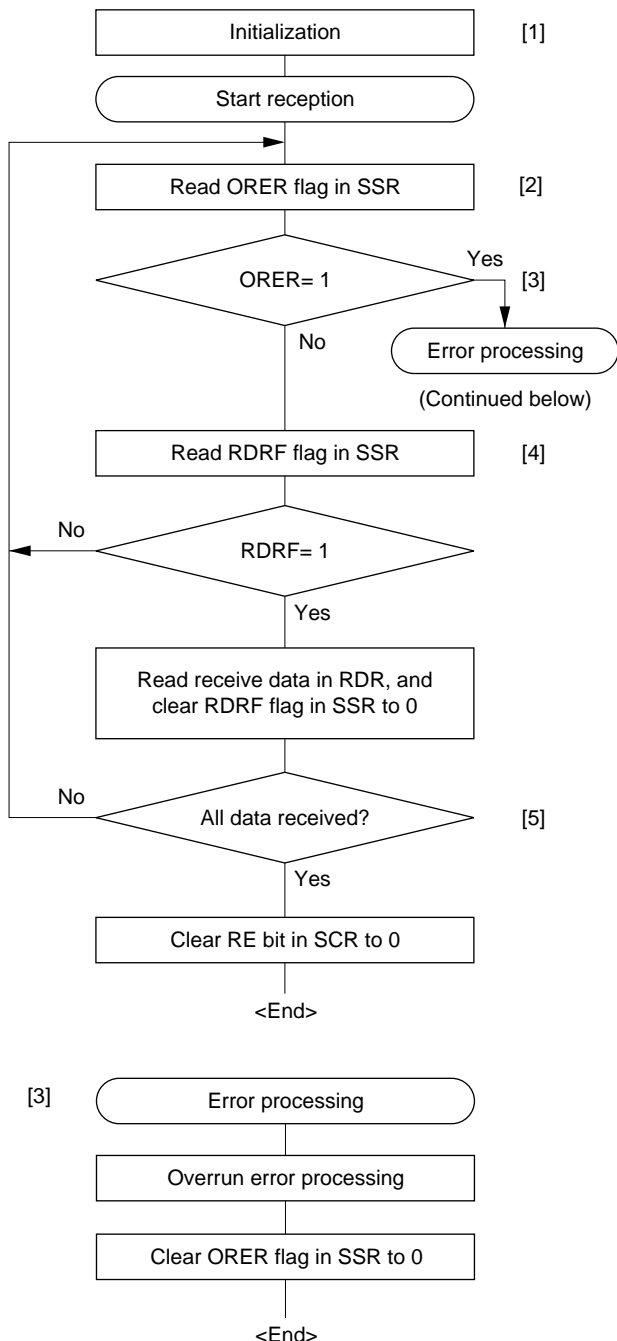 Initialization [1]
Start reception
Read ORER flag in SSR [2]
Yes
ORER= 1 [3]
No
Error processing
(Continued below)
Read RDRF flag in SSR [4]
No
RDRF= 1
Yes
Read receive data in RDR, and
clear RDRF flag in SSR to 0
No
All data received? [5]
Yes
Clear RE bit in SCR to 0
<End>
[3] Error processing
Overrun error processing
Clear ORER flag in SSR to 0
<End>